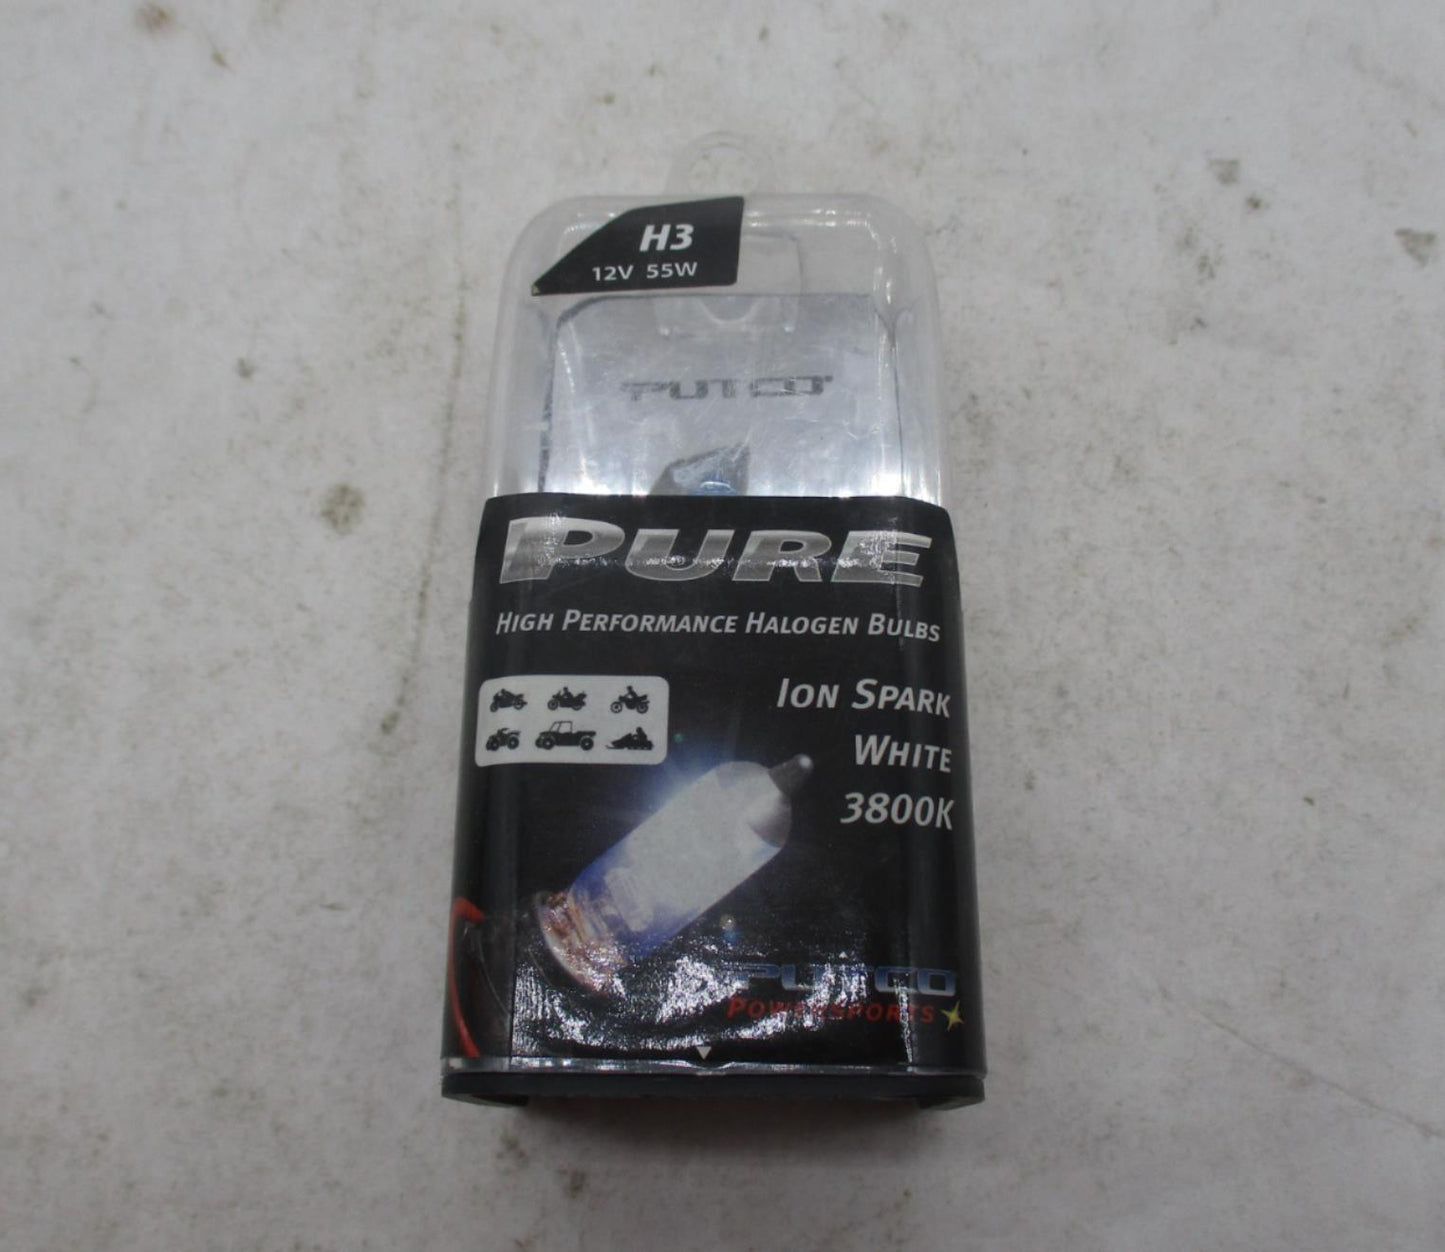 H3
12V 55W
PUTCO
PURE
HIGH PERFORMANCE HALOGEN BULBS
ION SPARK
WHITE
3800K
PUTCO
POWERSPORTS